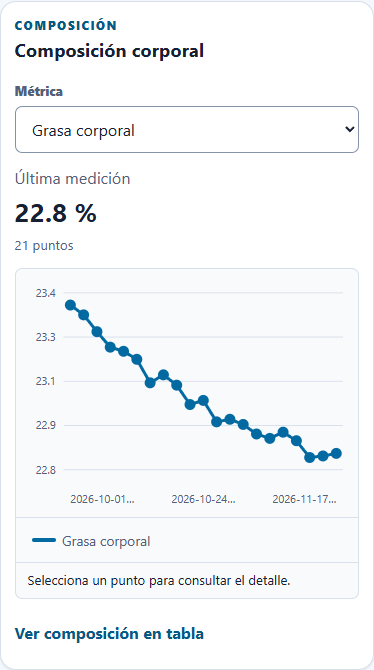 COMPOSICIÓN
Composición corporal
Métrica
Grasa corporal
Última medición
22.8 %
21 puntos
23.4
23.3
23.1
22.9
22.8
2026-10-01... 2026-10-24... 2026-11-17...
Grasa corporal
Selecciona un punto para consultar el detalle.
Ver composición en tabla